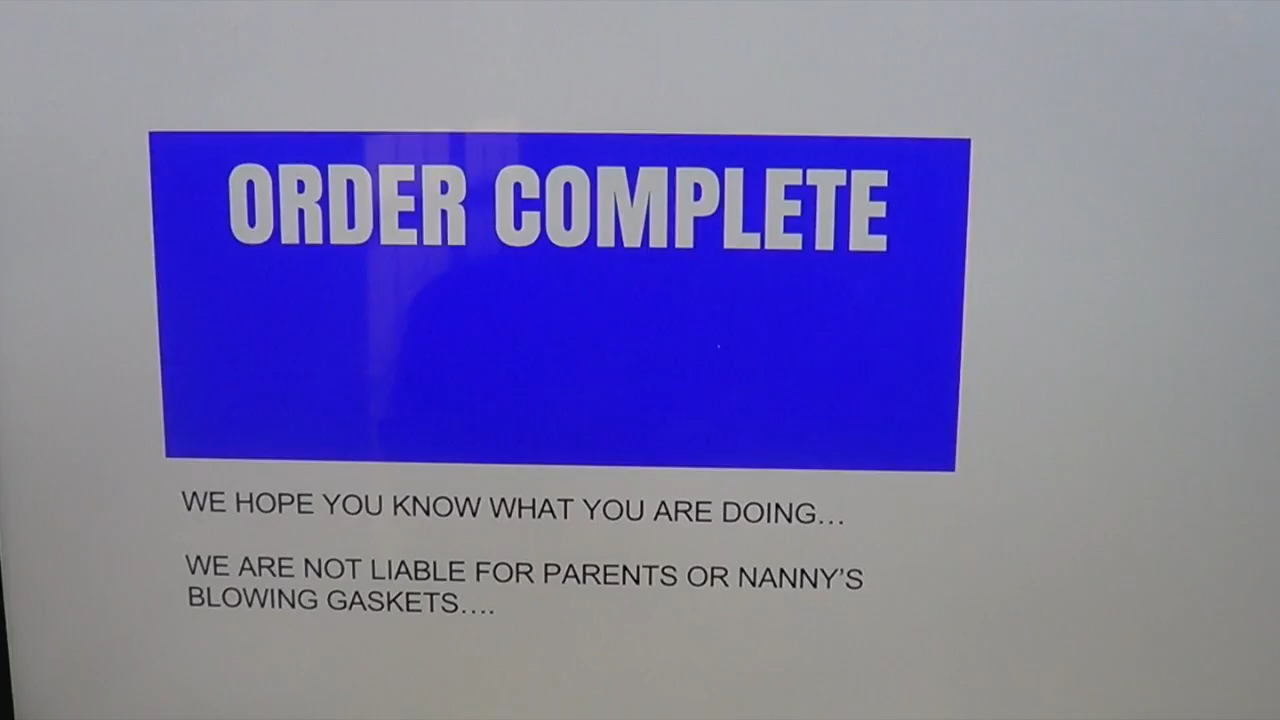 ORDER COMPLETE
WE HOPE YOU KNOW WHAT YOU ARE DOING…
WE ARE NOT LIABLE FOR PARENTS OR NANNY’S
BLOWING GASKETS….